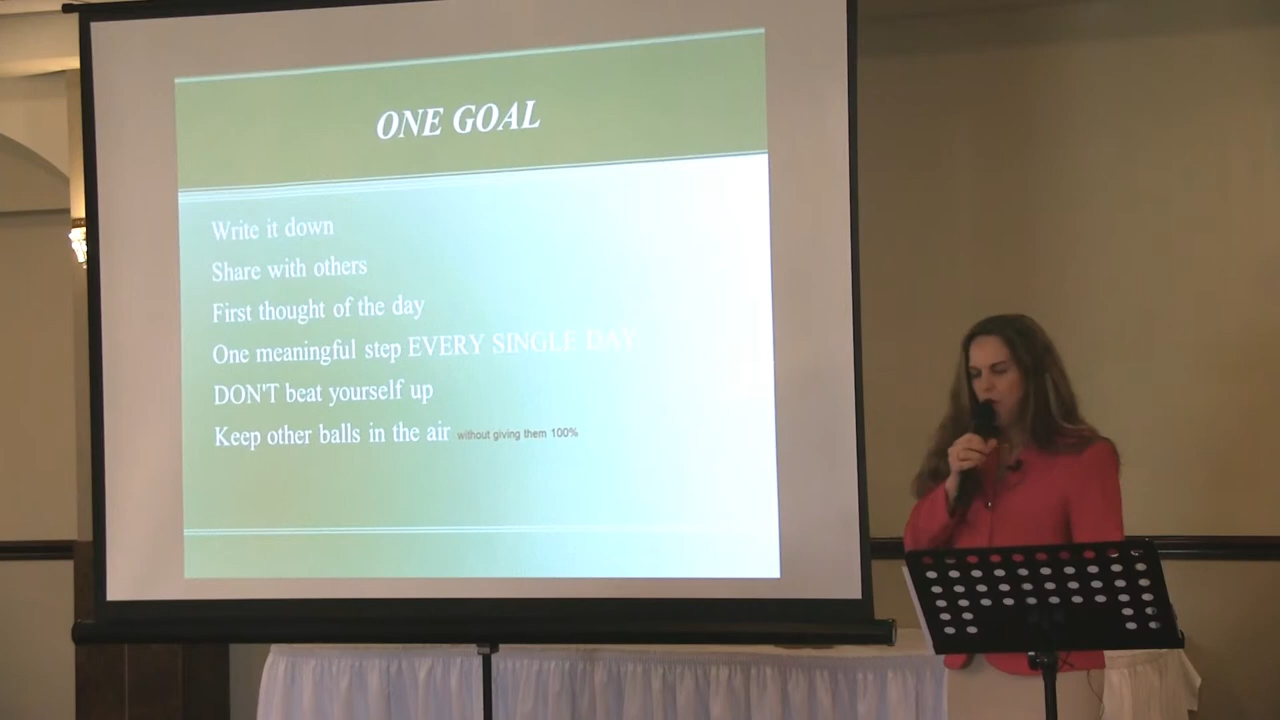 ONE GOAL
Write it down
Share with others
First thought of the day
One meaningful step EVERY SINGLE DAY
DON'T beat yourself up
Keep other balls in the air without giving them 100%